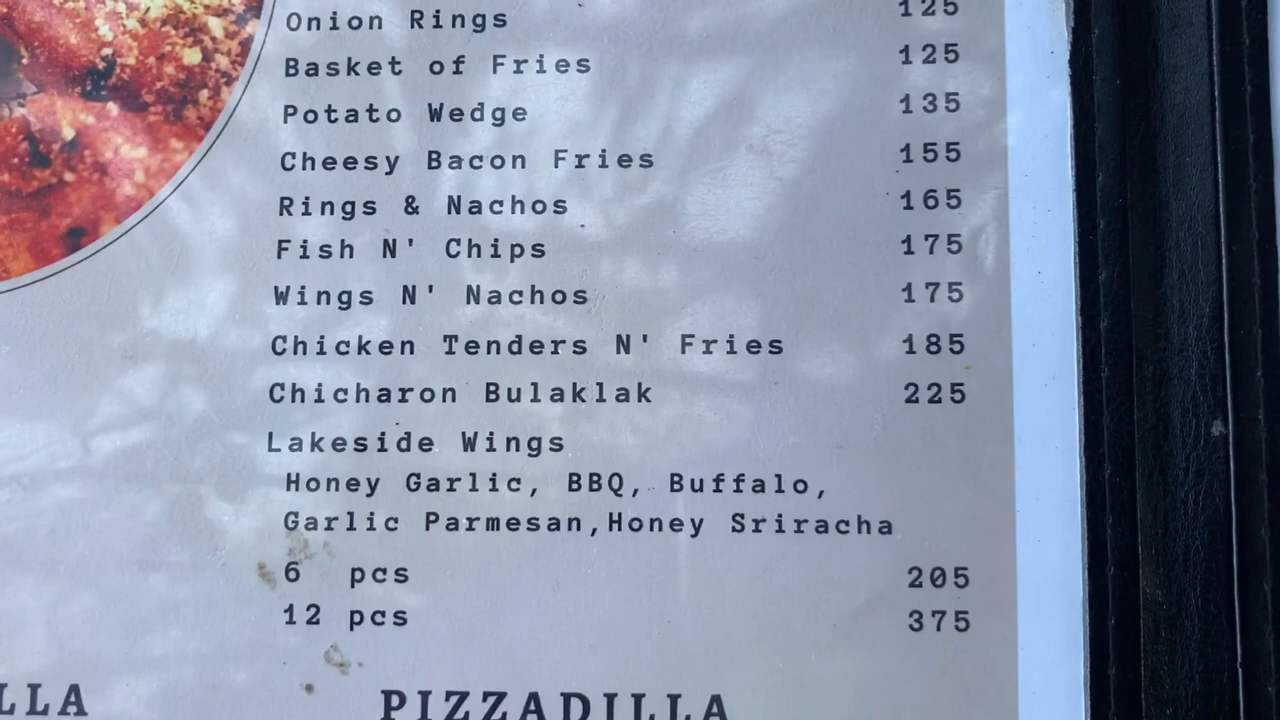 Onion Rings 125
Basket of Fries 125
Potato Wedge 135
Cheesy Bacon Fries 155
Rings & Nachos 165
Fish N' Chips 175
Wings N' Nachos 175
Chicken Tenders N' Fries 185
Chicharon Bulaklak 225
Lakeside Wings
Honey Garlic, BBQ, Buffalo,
Garlic Parmesan,Honey Sriracha
6 pcs 205
12 pcs 375
LLA PIZZADILLA